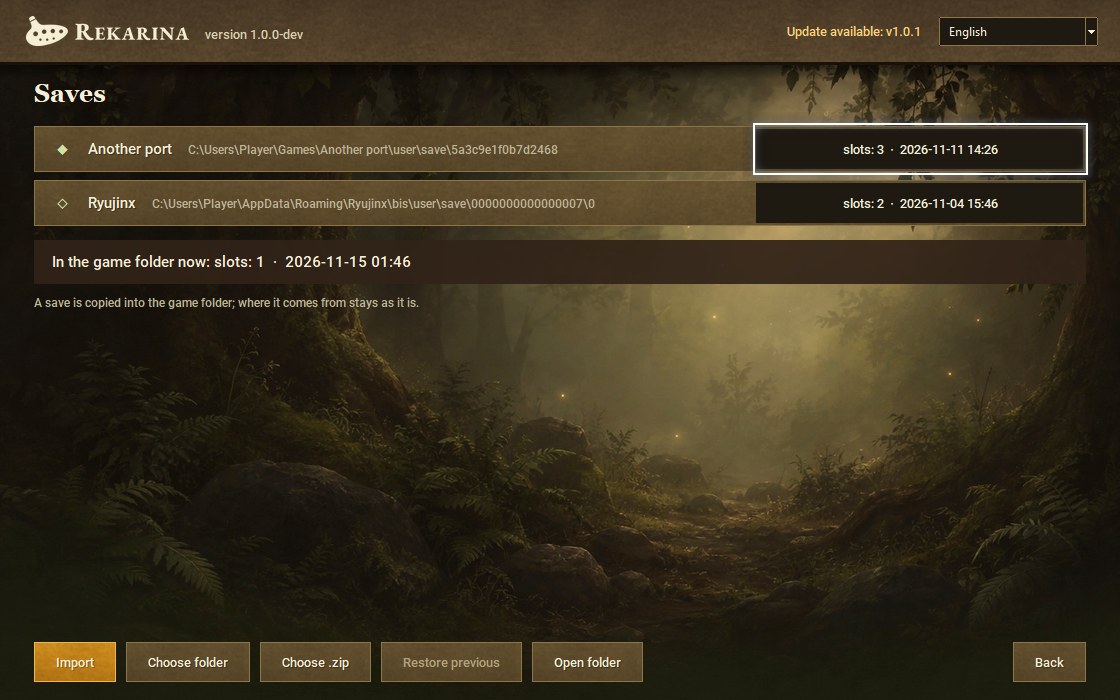 REKARINA version 1.0.0-dev Update available: v1.0.1 English
Saves
Another port C:\Users\Player\Games\Another port\user\save\5a3c9e1f0b7d2468 slots: 3 · 2026-11-11 14:26
Ryujinx C:\Users\Player\AppData\Roaming\Ryujinx\bis\user\save\0000000000000007\0 slots: 2 · 2026-11-04 15:46
In the game folder now: slots: 1 · 2026-11-15 01:46
A save is copied into the game folder; where it comes from stays as it is.
Import Choose folder Choose .zip Restore previous Open folder Back